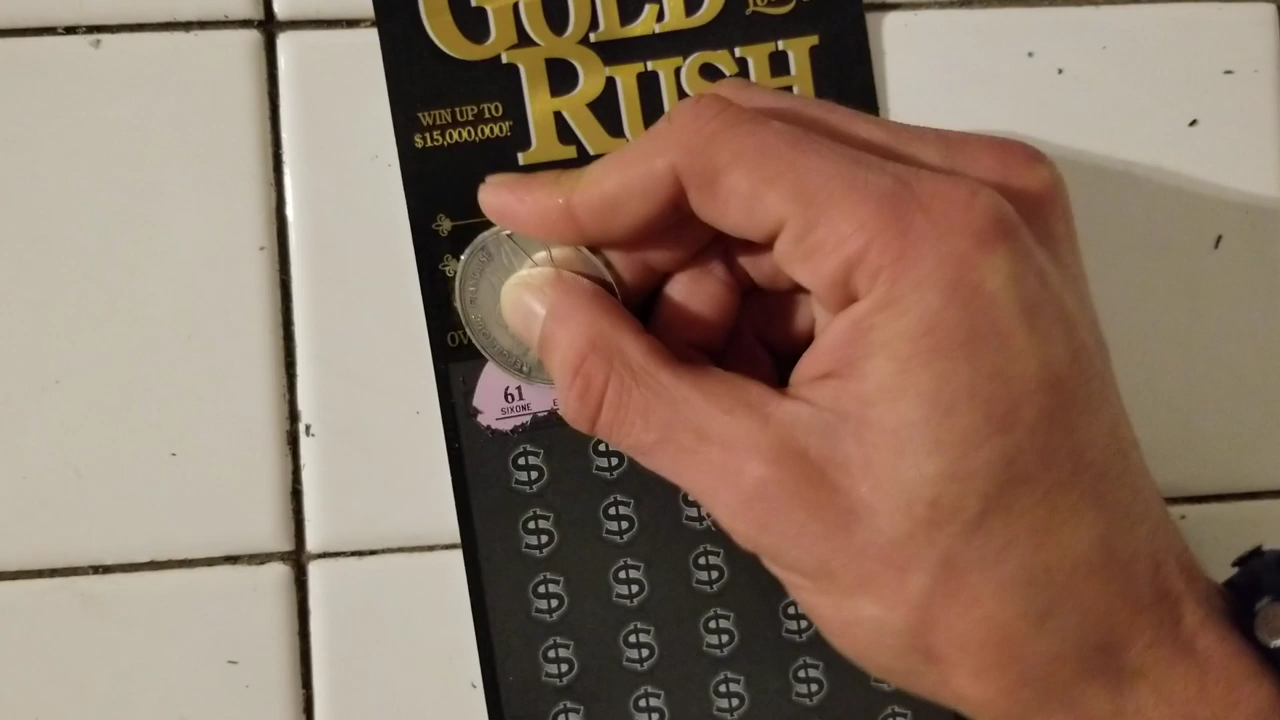 GOLD
RUSH
WIN UP TO
$15,000,000!
61
SIXONE
$ $
$ $ $
$ $ $
$ $ $ $
$ $ $ $
$ $ $